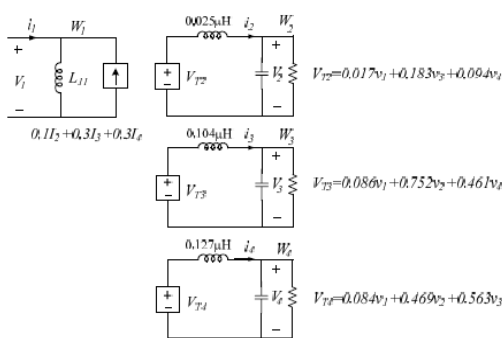 i1 W1
+ V1 − L11
0.1I2+0.3I3+0.3I4
0.025μH i2 W2
+ − VT2 + V2 −
VT2=0.017v1+0.183v3+0.094v4
0.104μH i3 W3
+ − VT3 + V3 −
VT3=0.086v1+0.752v2+0.461v4
0.127μH i4 W4
+ − VT4 + V4 −
VT4=0.084v1+0.469v2+0.563v3